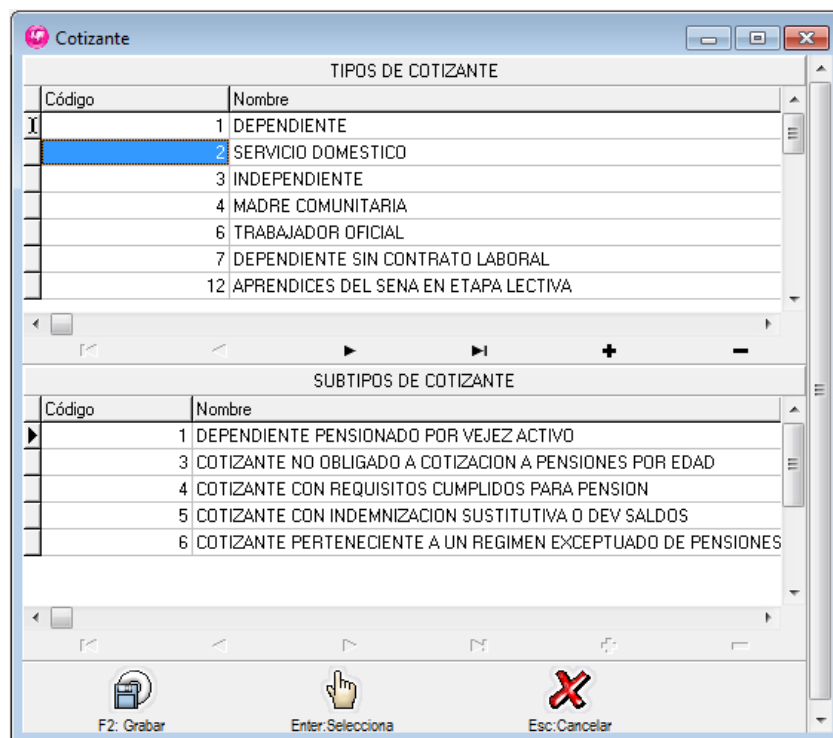 Cotizante
TIPOS DE COTIZANTE
Código Nombre
1 DEPENDIENTE
2 SERVICIO DOMESTICO
3 INDEPENDIENTE
4 MADRE COMUNITARIA
6 TRABAJADOR OFICIAL
7 DEPENDIENTE SIN CONTRATO LABORAL
12 APRENDICES DEL SENA EN ETAPA LECTIVA
SUBTIPOS DE COTIZANTE
Código Nombre
1 DEPENDIENTE PENSIONADO POR VEJEZ ACTIVO
3 COTIZANTE NO OBLIGADO A COTIZACION A PENSIONES POR EDAD
4 COTIZANTE CON REQUISITOS CUMPLIDOS PARA PENSION
5 COTIZANTE CON INDEMNIZACION SUSTITUTIVA O DEV SALDOS
6 COTIZANTE PERTENECIENTE A UN REGIMEN EXCEPTUADO DE PENSIONES
F2: Grabar Enter:Selecciona Esc:Cancelar